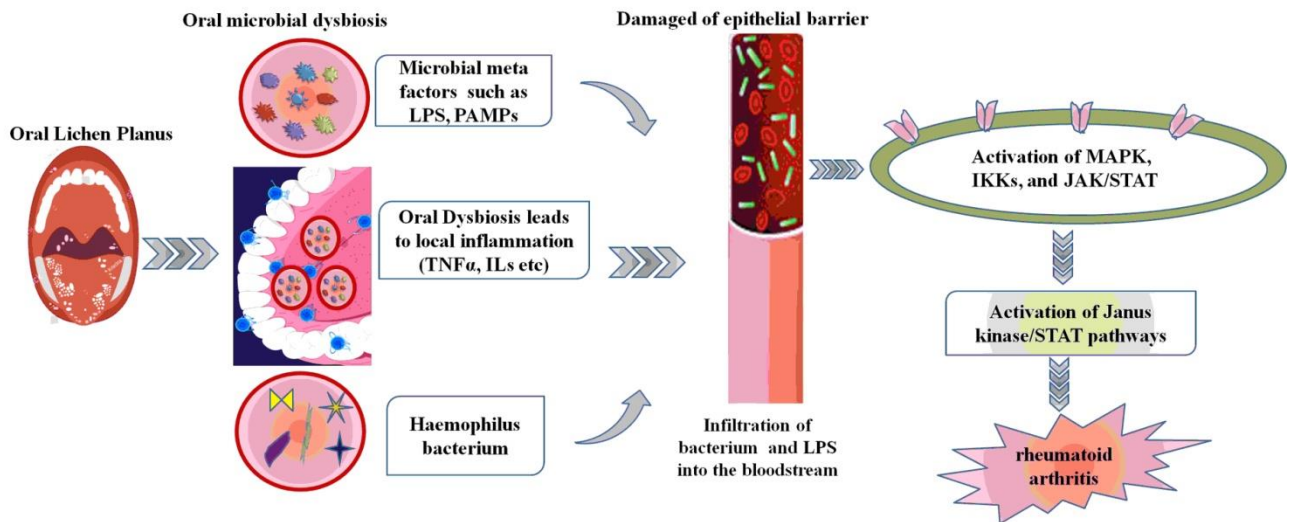 Oral Lichen Planus
Oral microbial dysbiosis
Microbial meta
factors such as
LPS, PAMPs
Oral Dysbiosis leads
to local inflammation
(TNFα, ILs etc)
Haemophilus
bacterium
Damaged of epithelial barrier
Infiltration of
bacterium and LPS
into the bloodstream
Activation of MAPK,
IKKs, and JAK/STAT
Activation of Janus
kinase/STAT pathways
rheumatoid
arthritis